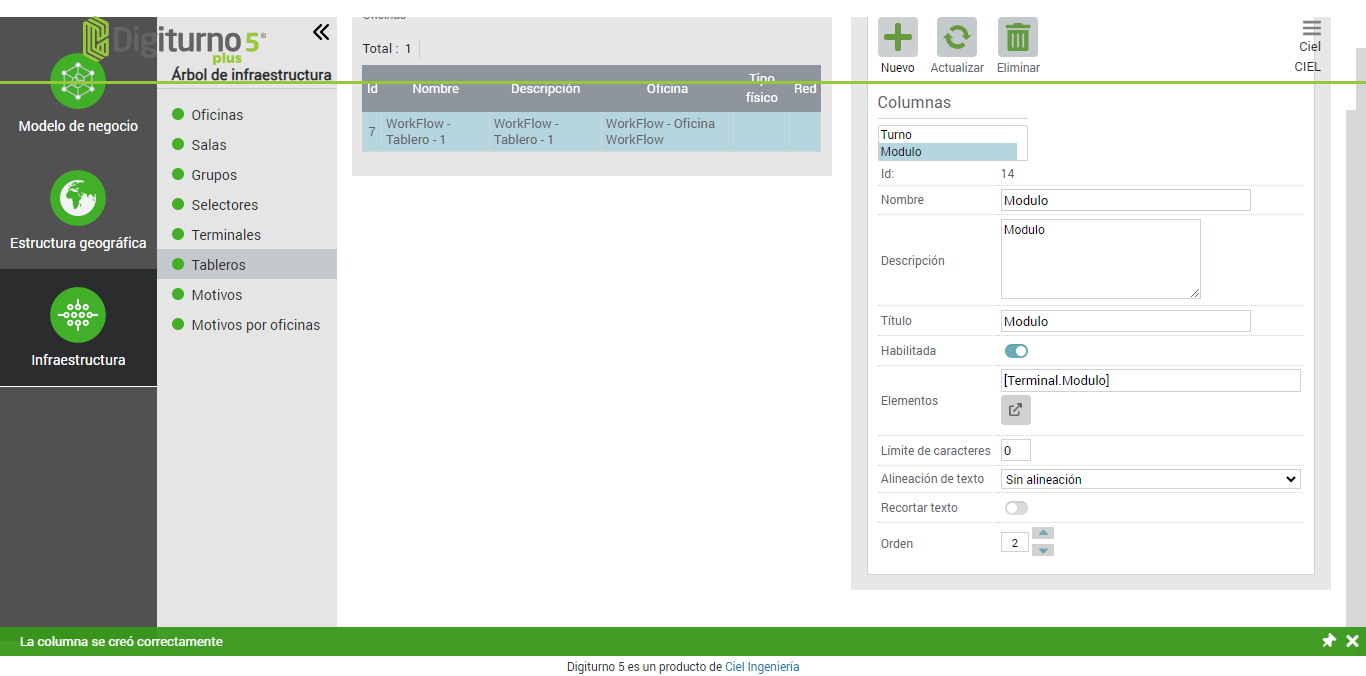 Digiturno 5®
plus
Árbol de infraestructura
Modelo de negocio
Estructura geográfica
Infraestructura
Oficinas
Salas
Grupos
Selectores
Terminales
Tableros
Motivos
Motivos por oficinas
Oficinas
Total : 1
Id Nombre Descripción Oficina Tipo físico Red
7 WorkFlow - Tablero - 1 WorkFlow - Tablero - 1 WorkFlow - Oficina WorkFlow
Nuevo Actualizar Eliminar
Ciel
CIEL
Columnas
Turno
Modulo
Id: 14
Nombre Modulo
Descripción Modulo
Título Modulo
Habilitada
Elementos [Terminal.Modulo]
Límite de caracteres 0
Alineación de texto Sin alineación
Recortar texto
Orden 2
La columna se creó correctamente
Digiturno 5 es un producto de Ciel Ingeniería